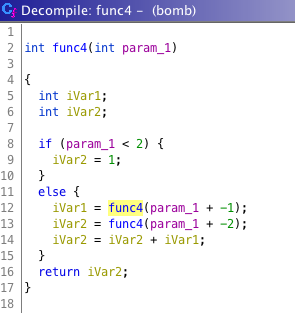 Decompile: func4 - (bomb)
1
2 int func4(int param_1)
3
4 {
5 int iVar1;
6 int iVar2;
7
8 if (param_1 < 2) {
9 iVar2 = 1;
10 }
11 else {
12 iVar1 = func4(param_1 + -1);
13 iVar2 = func4(param_1 + -2);
14 iVar2 = iVar2 + iVar1;
15 }
16 return iVar2;
17 }
18